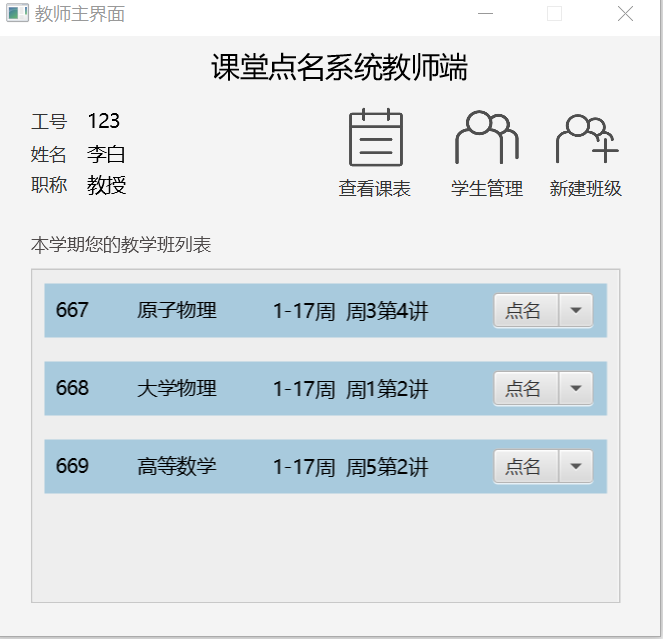 教师主界面
课堂点名系统教师端
工号 123
姓名 李白
职称 教授
查看课表 学生管理 新建班级
本学期您的教学班列表
667 原子物理 1-17周 周3第4讲 点名
668 大学物理 1-17周 周1第2讲 点名
669 高等数学 1-17周 周5第2讲 点名